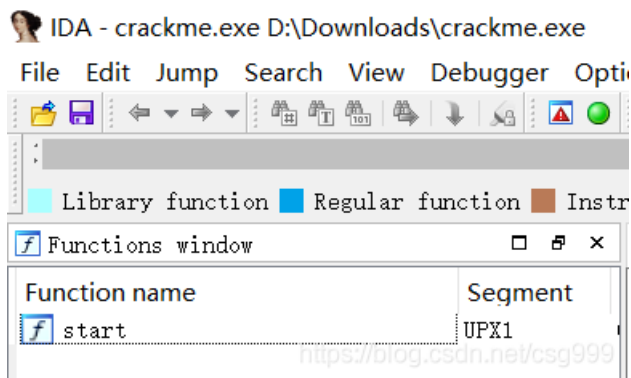 IDA - crackme.exe D:\Downloads\crackme.exe
File Edit Jump Search View Debugger Opti
Library function Regular function Instr
Functions window
Function name Segment
start UPX1
https://blog.csdn.net/csg999